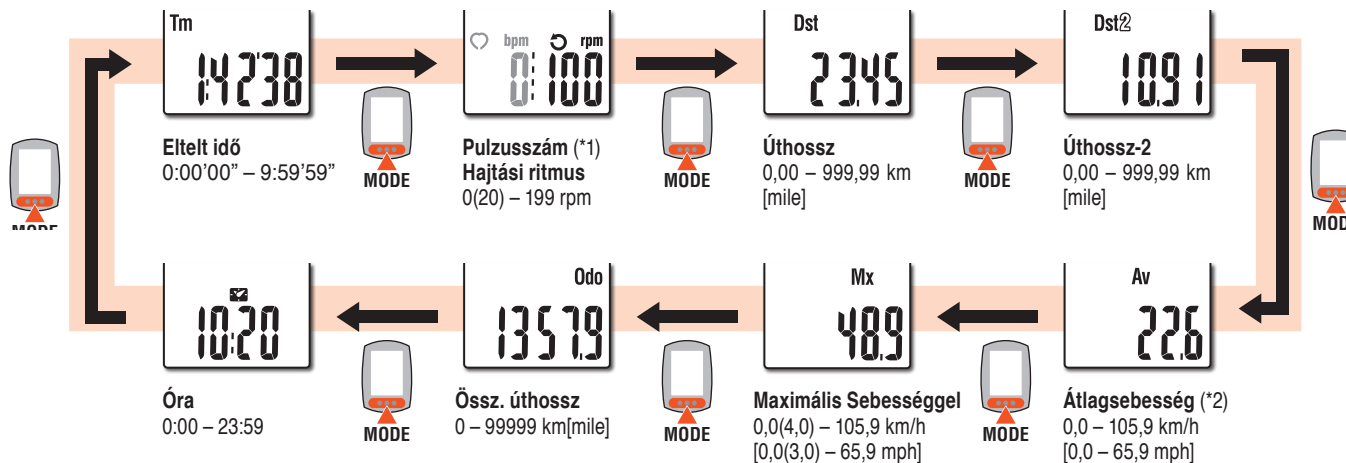 Tm
1:42'38
Eltelt idő
0:00’00” – 9:59’59”
MODE
bpm rpm
0 100
Pulzusszám (*1)
Hajtási ritmus
0(20) – 199 rpm
MODE
Dst
23.45
Úthossz
0,00 – 999,99 km
[mile]
MODE
Dst2
10.91
Úthossz-2
0,00 – 999,99 km
[mile]
MODE
MODE
10:20
Óra
0:00 – 23:59
MODE
Odo
1357.9
Össz. úthossz
0 – 99999 km[mile]
MODE
Mx
48.9
Maximális Sebességgel
0,0(4,0) – 105,9 km/h
[0,0(3,0) – 65,9 mph]
MODE
Av
22.6
Átlagsebesség (*2)
0,0 – 105,9 km/h
[0,0 – 65,9 mph]